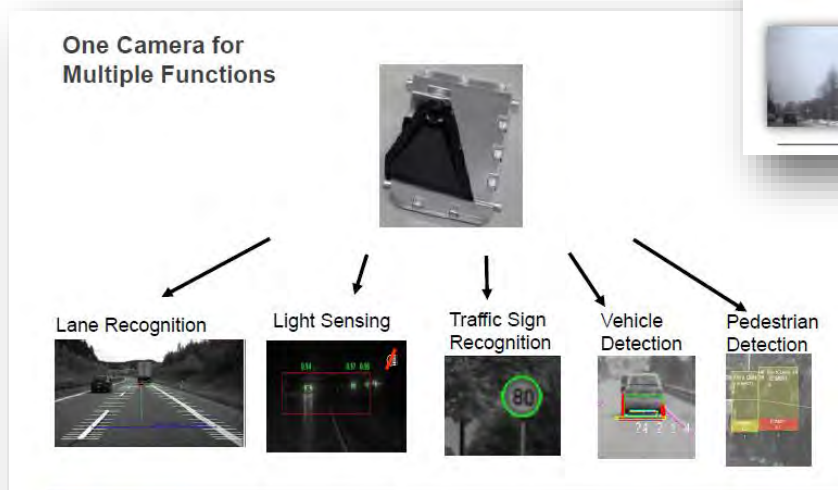 One Camera for
Multiple Functions
Lane Recognition
Light Sensing
Traffic Sign
Recognition
Vehicle
Detection
Pedestrian
Detection
80